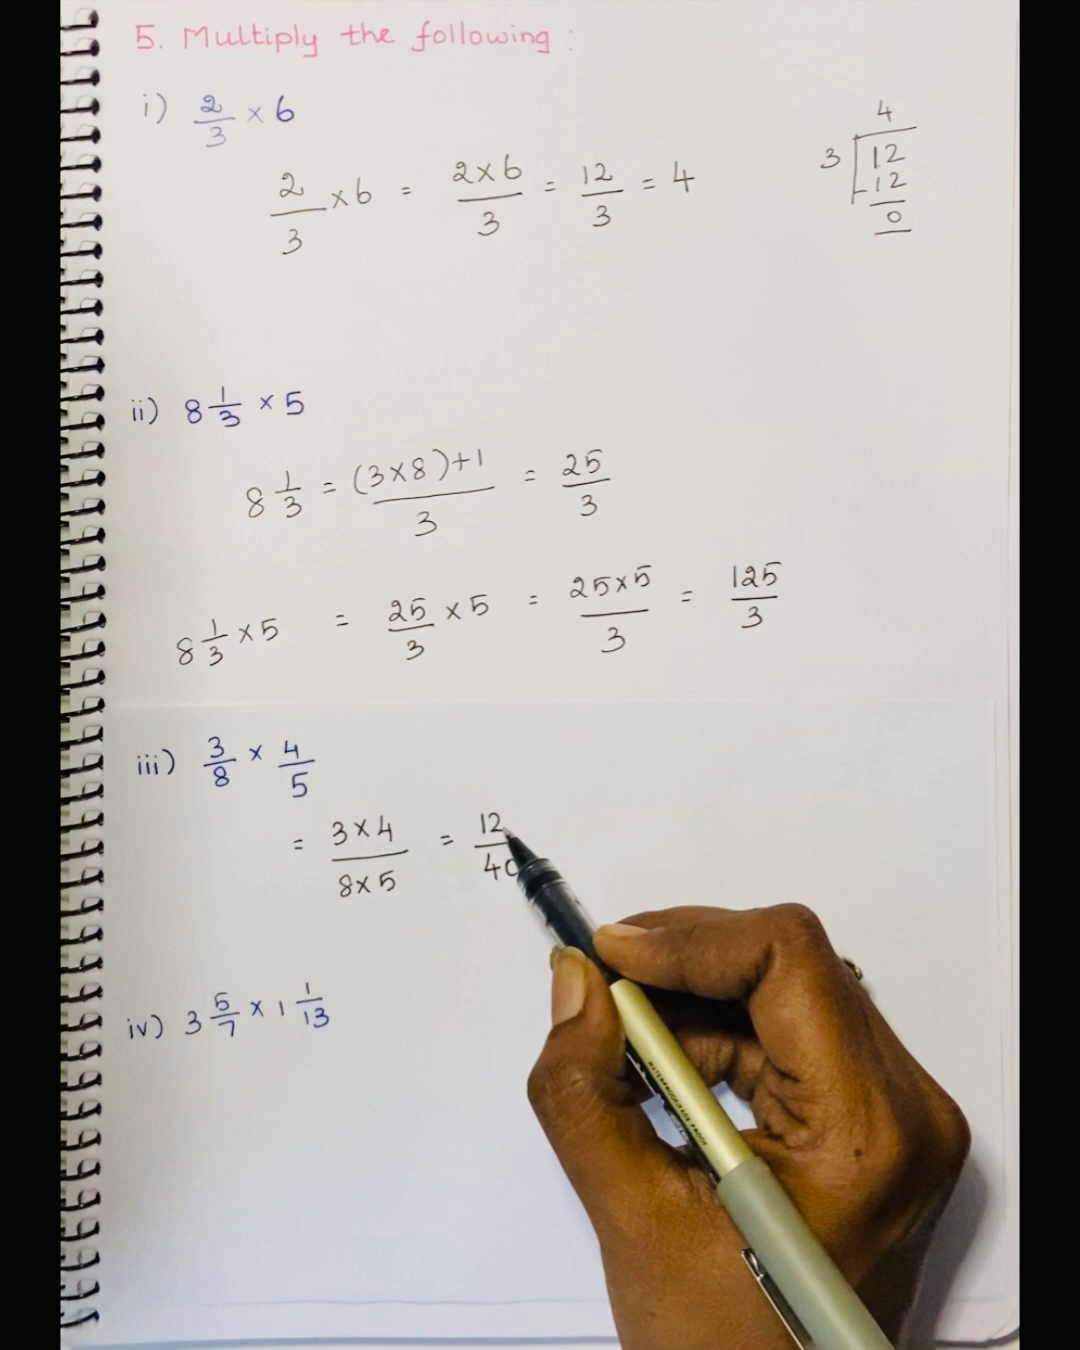 5. Multiply the following :
i) 2/3 × 6
2/3 × 6 = 2×6/3 = 12/3 = 4
4
3 12
-12
0
ii) 8 1/3 × 5
8 1/3 = (3×8)+1/3 = 25/3
8 1/3 × 5 = 25/3 × 5 = 25×5/3 = 125/3
iii) 3/8 × 4/5
= 3×4/8×5 = 12/40
iv) 3 5/7 × 1 1/13